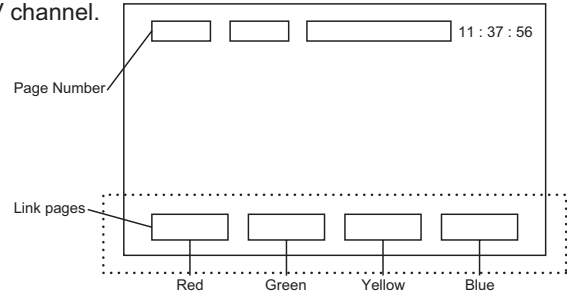 channel.
11 : 37 : 56
Page Number
Link pages
Red Green Yellow Blue